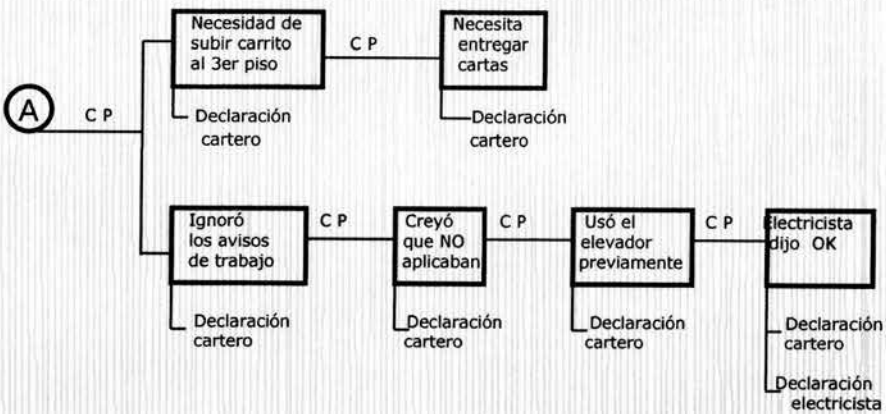 A
C P
Necesidad de
subir carrito
al 3er piso
Declaración
cartero
C P
Necesita
entregar
cartas
Declaración
cartero
Ignoró
los avisos
de trabajo
Declaración
cartero
C P
Creyó
que NO
aplicaban
Declaración
cartero
C P
Usó el
elevador
previamente
Declaración
cartero
C P
Electricista
dijo OK
Declaración
cartero
Declaración
electricista